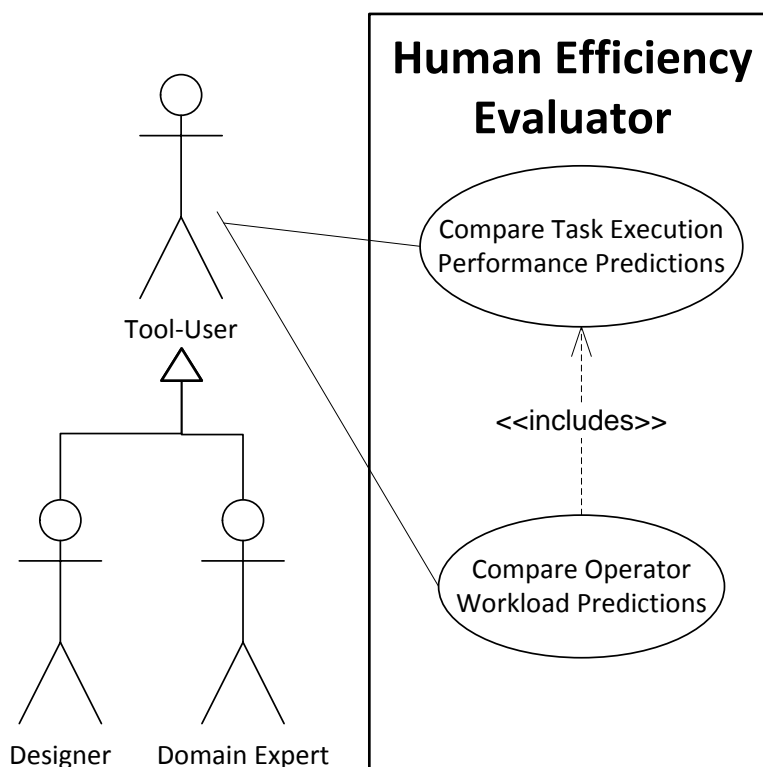 Human Efficiency
Evaluator
Compare Task Execution
Performance Predictions
Tool-User
<<includes>>
Compare Operator
Workload Predictions
Designer
Domain Expert